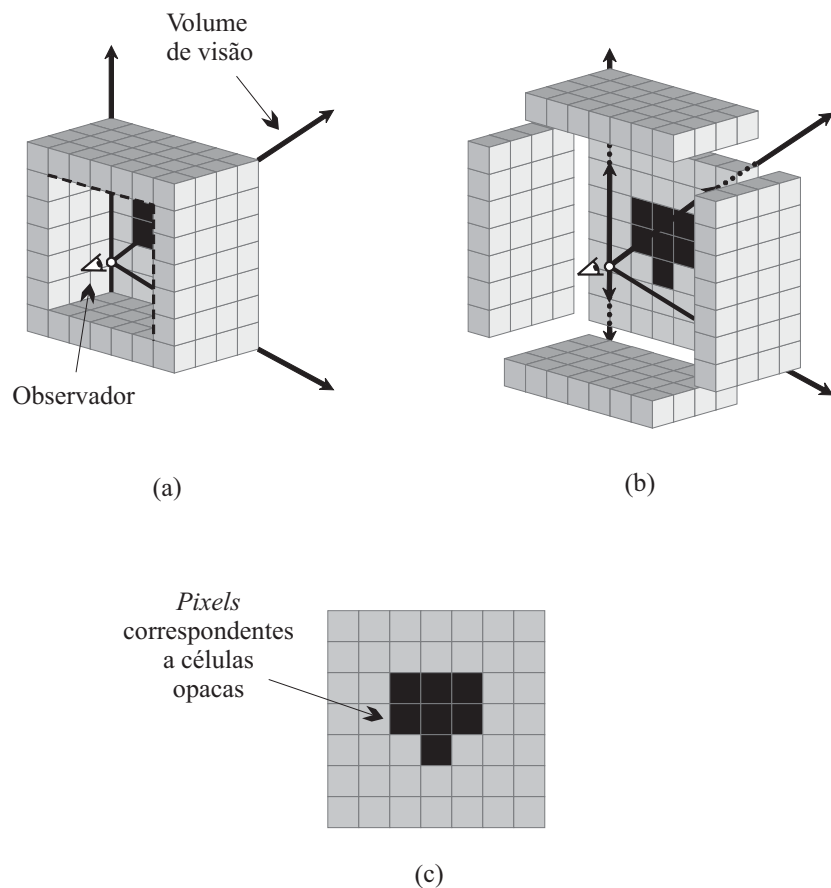 Volume
de visão
Observador
(a)
(b)
Pixels
correspondentes
a células
opacas
(c)